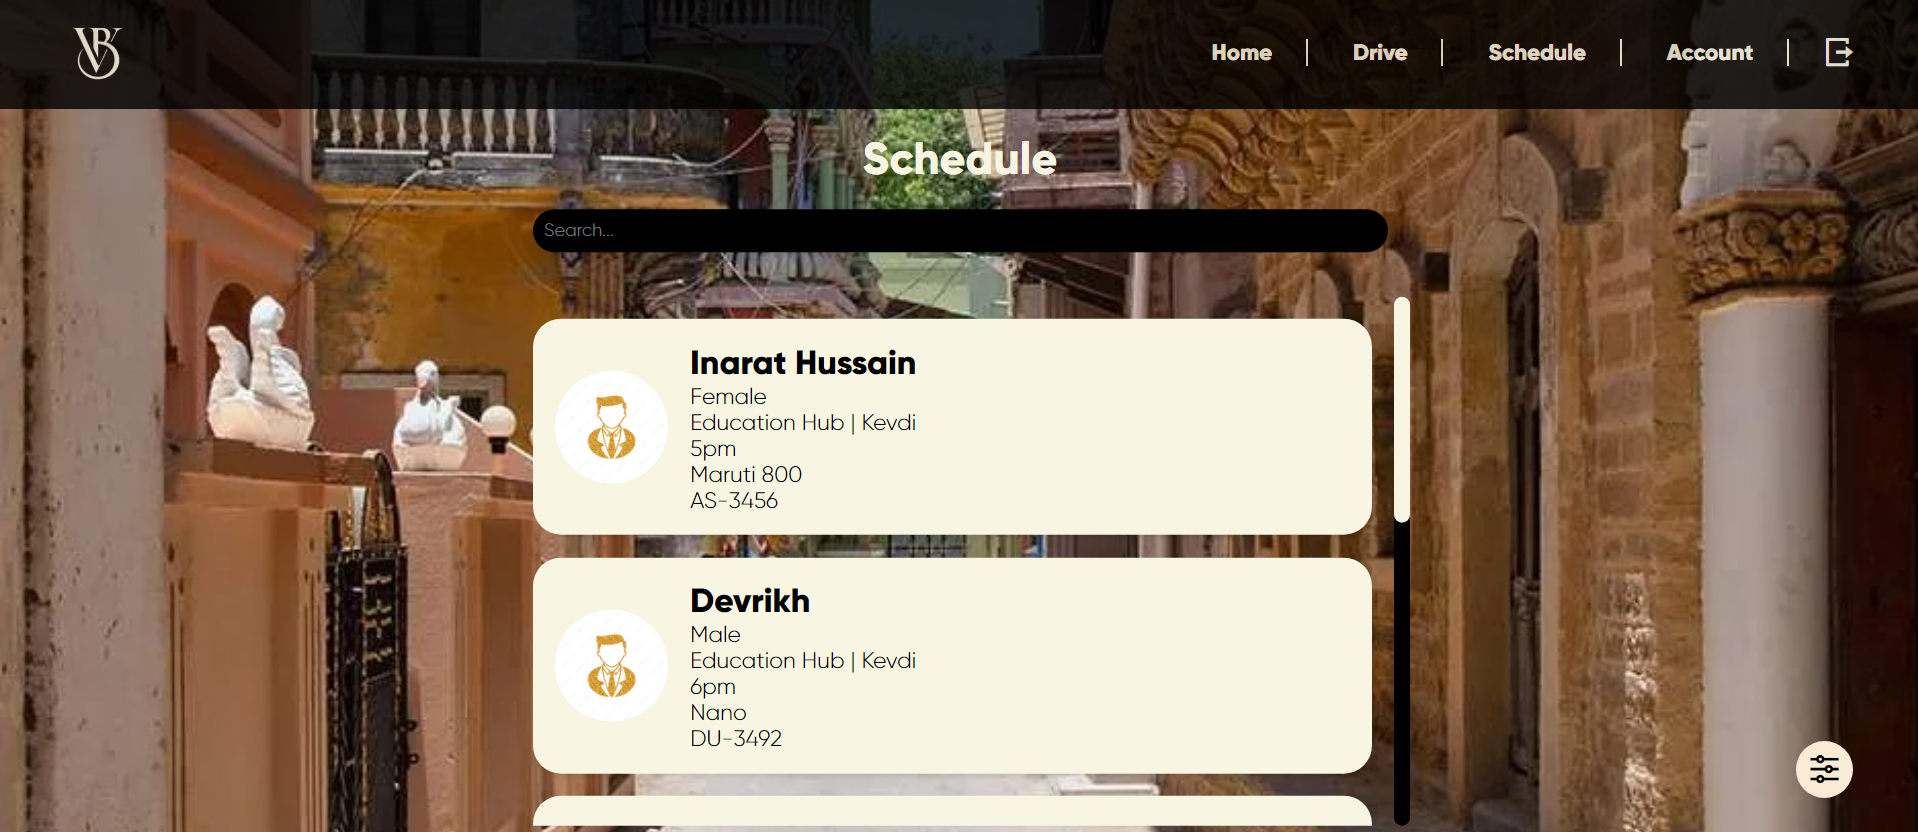 VB
Home
Drive
Schedule
Account
Schedule
Search...
Inarat Hussain
Female
Education Hub | Kevdi
5pm
Maruti 800
AS-3456
Devrikh
Male
Education Hub | Kevdi
6pm
Nano
DU-3492